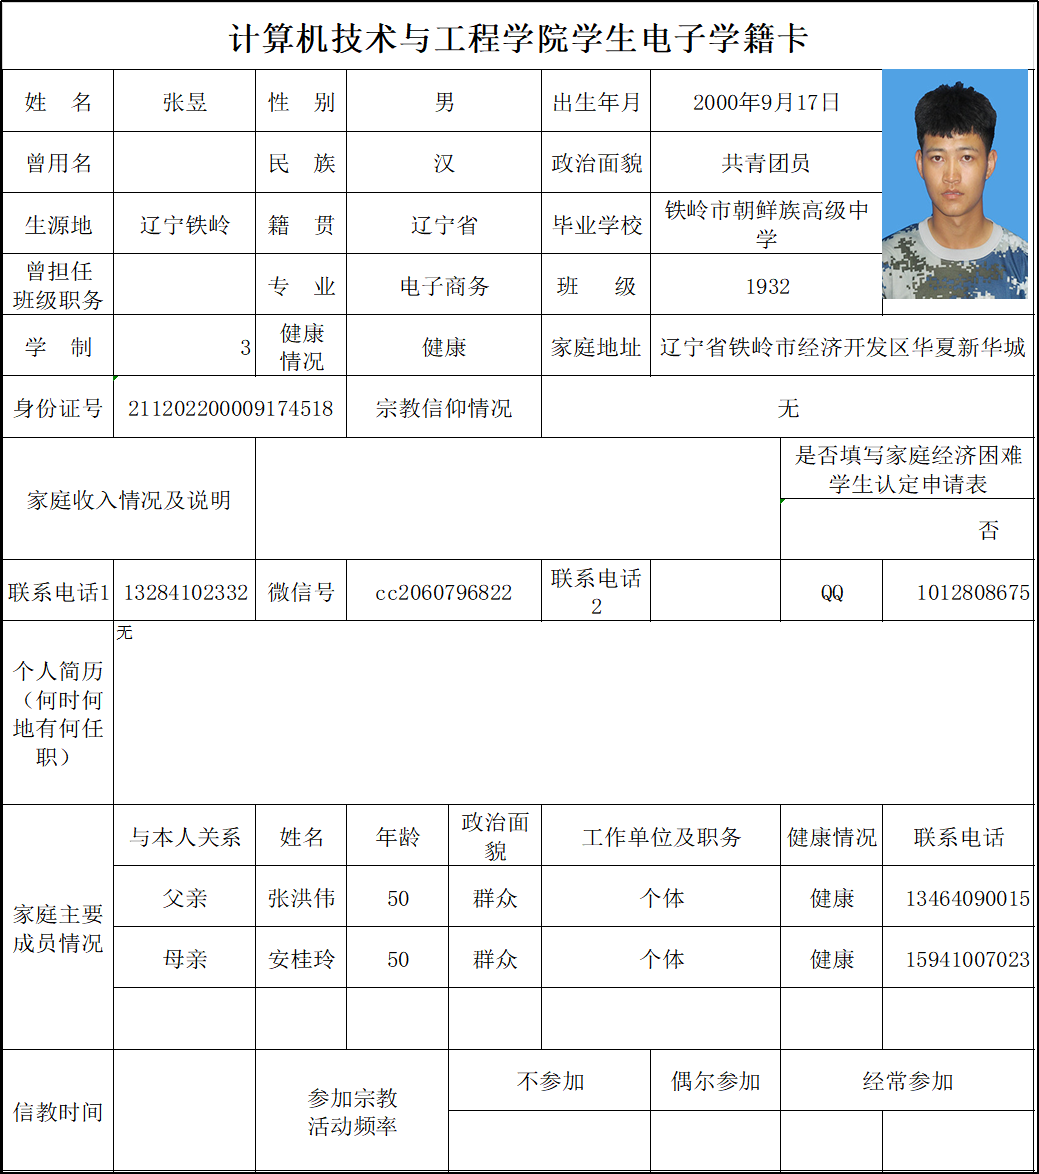 计算机技术与工程学院学生电子学籍卡
姓 名 张昱 性 别 男 出生年月 2000年9月17日
曾用名 民 族 汉 政治面貌 共青团员
生源地 辽宁铁岭 籍 贯 辽宁省 毕业学校 铁岭市朝鲜族高级中
学
曾担任
班级职务 专 业 电子商务 班 级 1932
学 制 3 健康
情况 健康 家庭地址 辽宁省铁岭市经济开发区华夏新华城
身份证号 211202200009174518 宗教信仰情况 无
家庭收入情况及说明 是否填写家庭经济困难
学生认定申请表
否
联系电话1 13284102332 微信号 cc2060796822 联系电话
2 QQ 1012808675
个人简历
（何时何
地有何任
职） 无
家庭主要
成员情况 与本人关系 姓名 年龄 政治面
貌 工作单位及职务 健康情况 联系电话
父亲 张洪伟 50 群众 个体 健康 13464090015
母亲 安桂玲 50 群众 个体 健康 15941007023
信教时间 参加宗教
活动频率 不参加 偶尔参加 经常参加